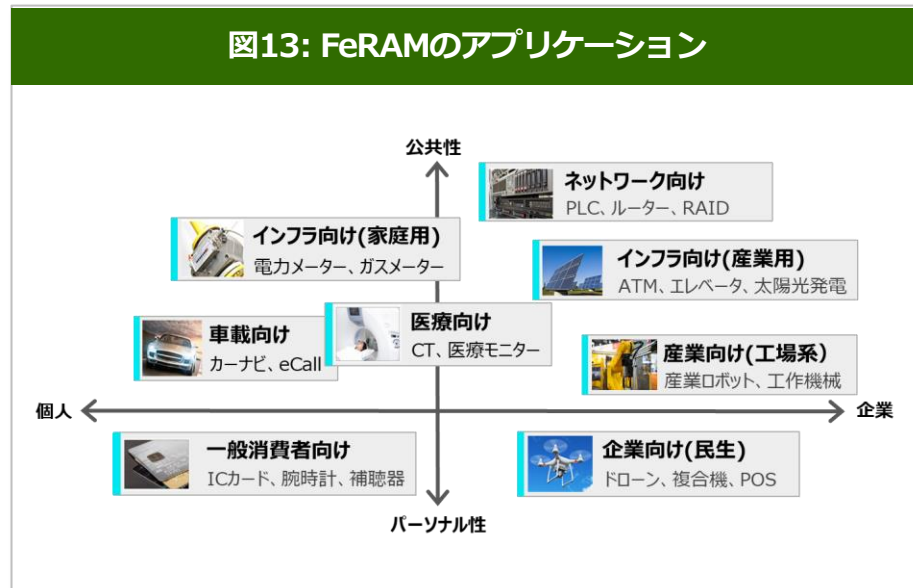 図13: FeRAMのアプリケーション
公共性
ネットワーク向け
PLC、ルーター、RAID
インフラ向け(家庭用)
電力メーター、ガスメーター
インフラ向け(産業用)
ATM、エレベータ、太陽光発電
車載向け
カーナビ、eCall
医療向け
CT、医療モニター
産業向け(工場系)
産業ロボット、工作機械
個人
企業
一般消費者向け
ICカード、腕時計、補聴器
企業向け(民生)
ドローン、複合機、POS
パーソナル性